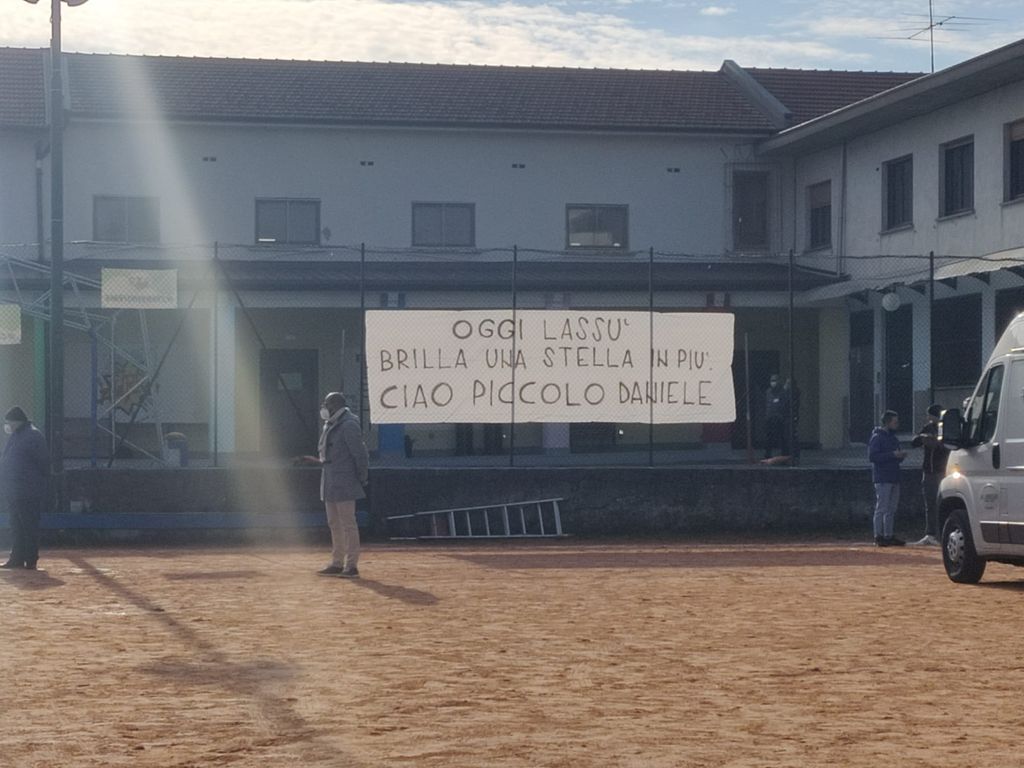 OGGI LASSU'
BRILLA UNA STELLA IN PIU'.
CIAO PICCOLO DANIELE